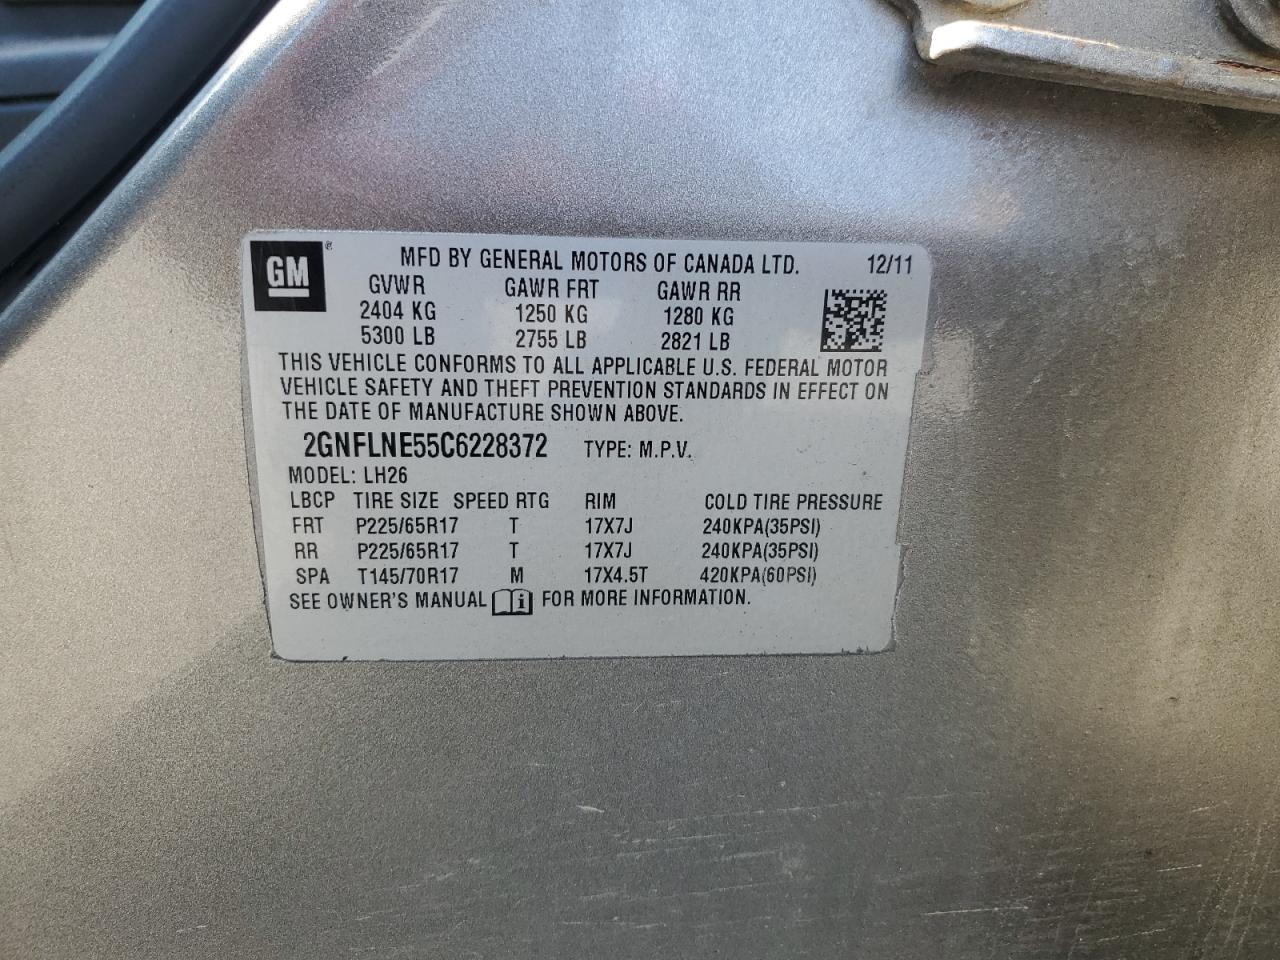 GM ® MFD BY GENERAL MOTORS OF CANADA LTD. 12/11
GVWR GAWR FRT GAWR RR
2404 KG 1250 KG 1280 KG
5300 LB 2755 LB 2821 LB
THIS VEHICLE CONFORMS TO ALL APPLICABLE U.S. FEDERAL MOTOR
VEHICLE SAFETY AND THEFT PREVENTION STANDARDS IN EFFECT ON
THE DATE OF MANUFACTURE SHOWN ABOVE.
2GNFLNE55C6228372 TYPE: M.P.V.
MODEL: LH26
LBCP TIRE SIZE SPEED RTG RIM COLD TIRE PRESSURE
FRT P225/65R17 T 17X7J 240KPA(35PSI)
RR P225/65R17 T 17X7J 240KPA(35PSI)
SPA T145/70R17 M 17X4.5T 420KPA(60PSI)
SEE OWNER'S MANUAL i FOR MORE INFORMATION.